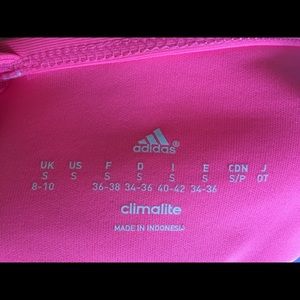 adidas®
UK US F D I E CDN J
S S S S S S S/P OT
8-10 36-38 34-36 40-42 34-36
climalite
MADE IN INDONESIA